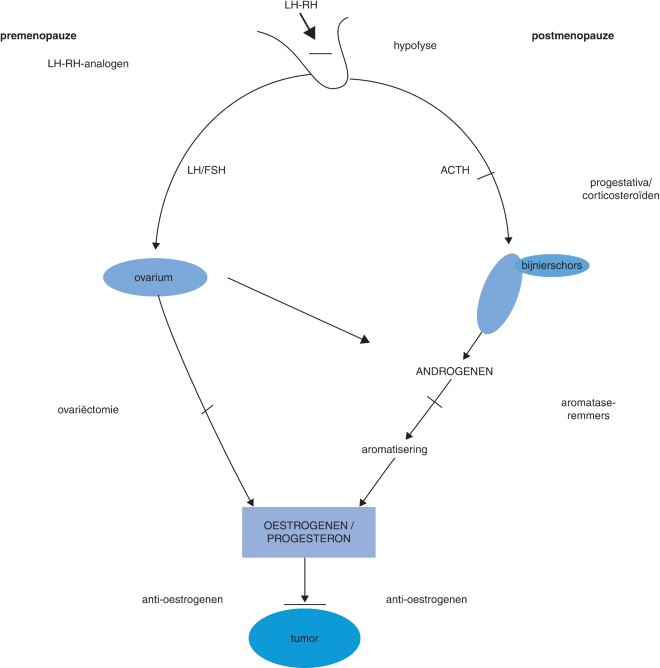 LH-RH
premenopauze
hypofyse
postmenopauze
LH-RH-analogen
LH/FSH
ACTH
progestativa/
corticosteroïden
ovarium
bijnierschors
ANDROGENEN
ovariëctomie
aromatase-
remmers
aromatisering
OESTROGENEN /
PROGESTERON
anti-oestrogenen
anti-oestrogenen
tumor